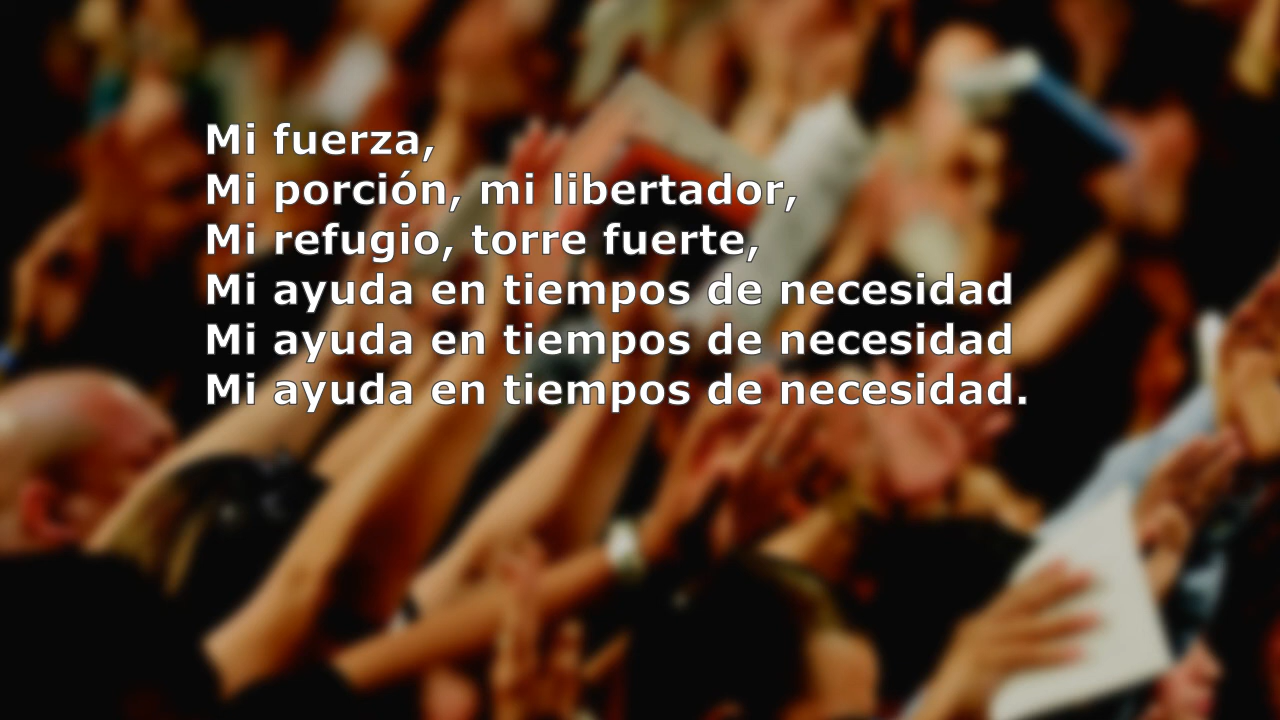 Mi fuerza,
Mi porción, mi libertador,
Mi refugio, torre fuerte,
Mi ayuda en tiempos de necesidad
Mi ayuda en tiempos de necesidad
Mi ayuda en tiempos de necesidad.